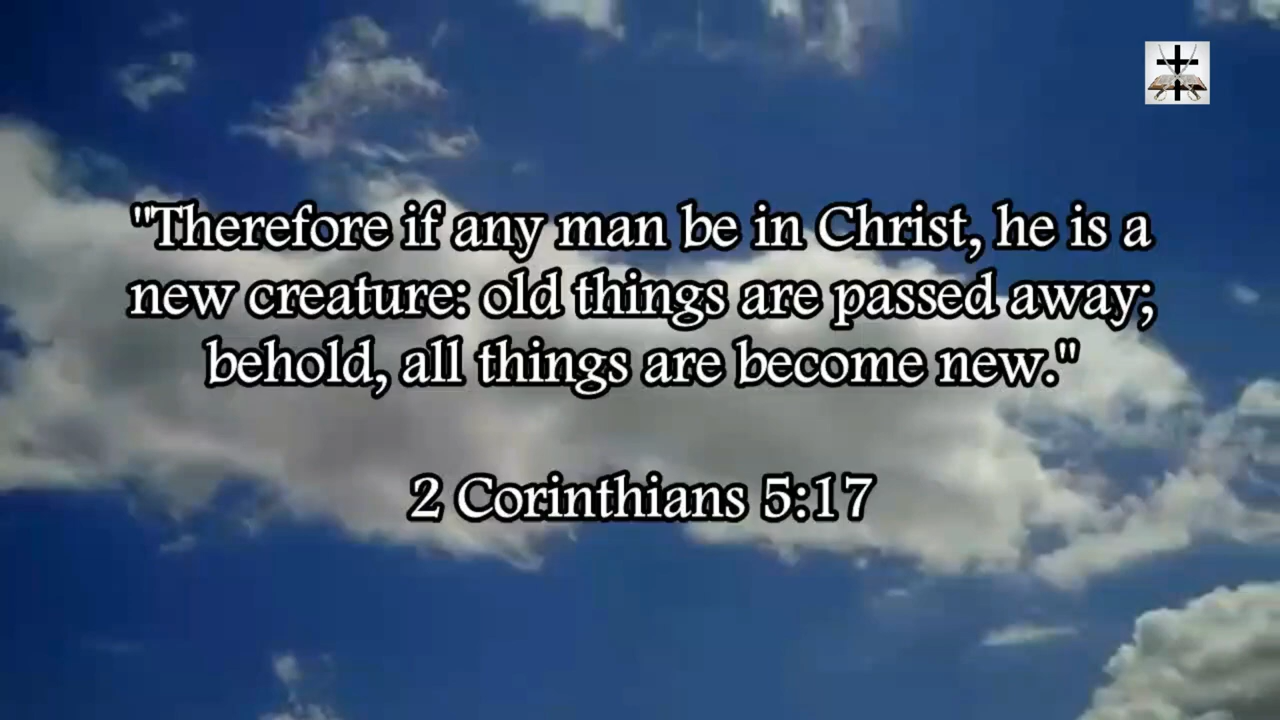 "Therefore if any man be in Christ, he is a
new creature: old things are passed away;
behold, all things are become new."
2 Corinthians 5:17